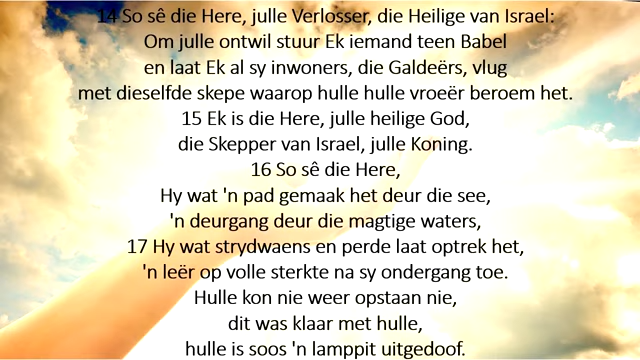 14 So sê die Here, julle Verlosser, die Heilige van Israel:
Om julle ontwil stuur Ek iemand teen Babel
en laat Ek al sy inwoners, die Galdeërs, vlug
met dieselfde skepe waarop hulle hulle vroeër beroem het.
15 Ek is die Here, julle heilige God,
die Skepper van Israel, julle Koning.
16 So sê die Here,
Hy wat 'n pad gemaak het deur die see,
'n deurgang deur die magtige waters,
17 Hy wat strydwaens en perde laat optrek het,
'n leër op volle sterkte na sy ondergang toe.
Hulle kon nie weer opstaan nie,
dit was klaar met hulle,
hulle is soos 'n lamppit uitgedoof.